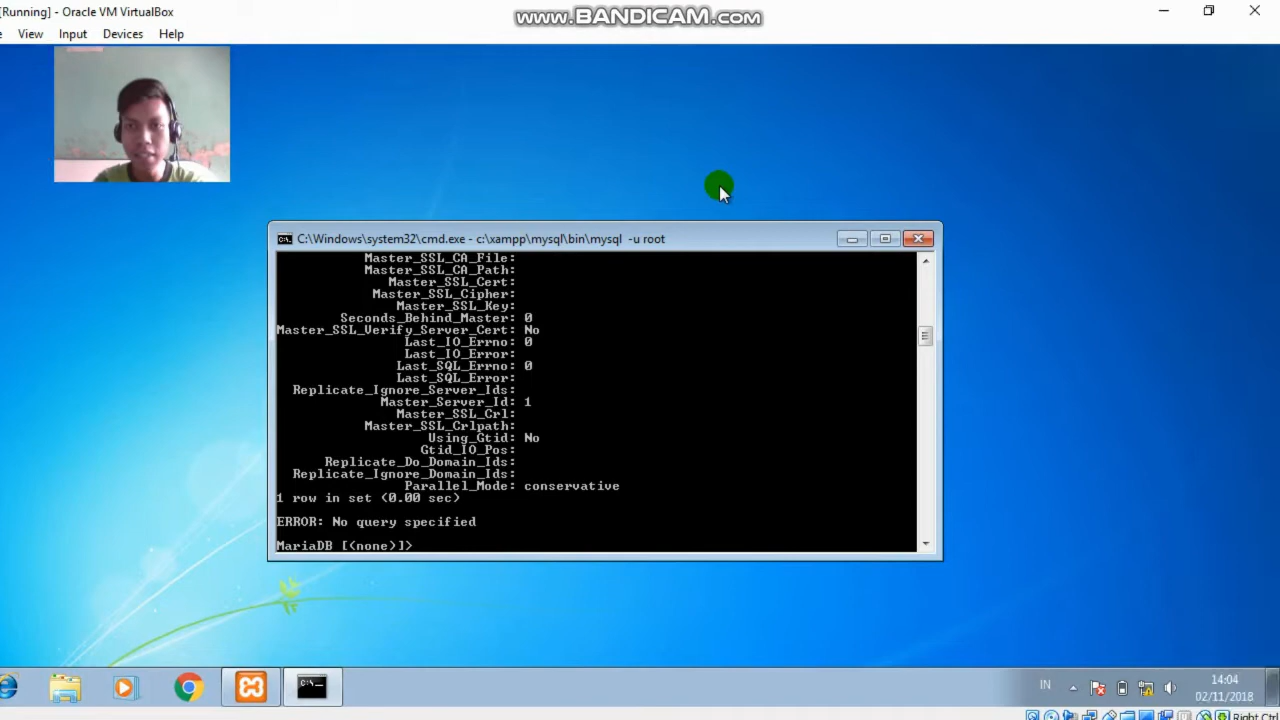 [Running] - Oracle VM VirtualBox
www.BANDICAM.com
View Input Devices Help
C:\Windows\system32\cmd.exe - c:\xampp\mysql\bin\mysql -u root
Master_SSL_CA_File:
Master_SSL_CA_Path:
Master_SSL_Cert:
Master_SSL_Cipher:
Master_SSL_Key:
Seconds_Behind_Master: 0
Master_SSL_Verify_Server_Cert: No
Last_IO_Errno: 0
Last_IO_Error:
Last_SQL_Errno: 0
Last_SQL_Error:
Replicate_Ignore_Server_Ids:
Master_Server_Id: 1
Master_SSL_Crl:
Master_SSL_Crlpath:
Using_Gtid: No
Gtid_IO_Pos:
Replicate_Do_Domain_Ids:
Replicate_Ignore_Domain_Ids:
Parallel_Mode: conservative
1 row in set (0.00 sec)
ERROR: No query specified
MariaDB [(none)]>
IN
14:04
02/11/2018
Right Ctrl